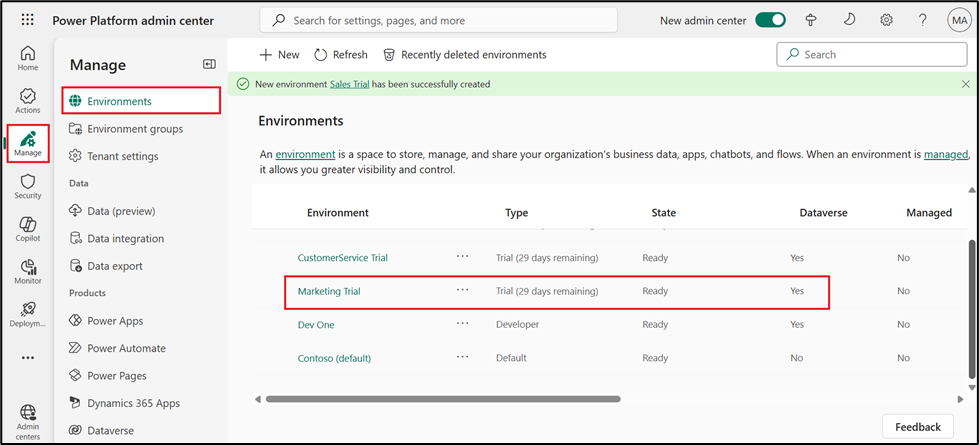 Power Platform admin center
Search for settings, pages, and more
New admin center
MA
Home
Actions
Manage
Security
Copilot
Monitor
Deploym...
Admin centers
Manage
Environments
Environment groups
Tenant settings
Data
Data (preview)
Data integration
Data export
Products
Power Apps
Power Automate
Power Pages
Dynamics 365 Apps
Dataverse
New Refresh Recently deleted environments
Search
New environment Sales Trial has been successfully created
Environments
An environment is a space to store, manage, and share your organization's business data, apps, chatbots, and flows. When an environment is managed,
it allows you greater visibility and control.
Environment Type State Dataverse Managed
CustomerService Trial ... Trial (29 days remaining) Ready Yes No
Marketing Trial ... Trial (29 days remaining) Ready Yes No
Dev One ... Developer Ready Yes No
Contoso (default) ... Default Ready No No
Feedback